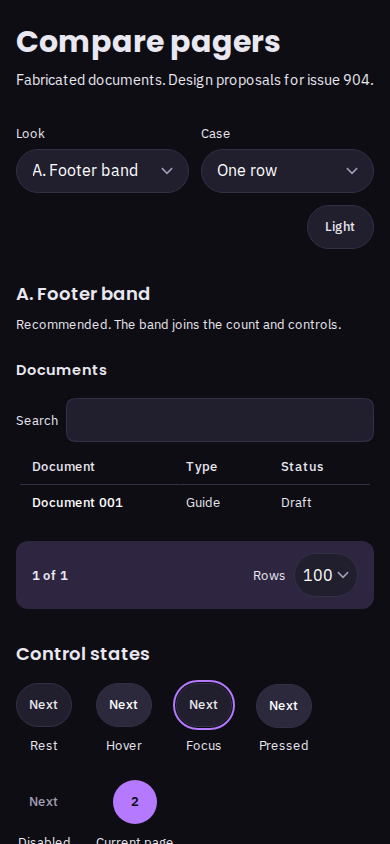 Compare pagers
Fabricated documents. Design proposals for issue 904.
Look Case
A. Footer band One row
Light
A. Footer band
Recommended. The band joins the count and controls.
Documents
Search
Document Type Status
Document 001 Guide Draft
1 of 1 Rows 100
Control states
Next Next Next Next
Rest Hover Focus Pressed
Next 2
Disabled Current page